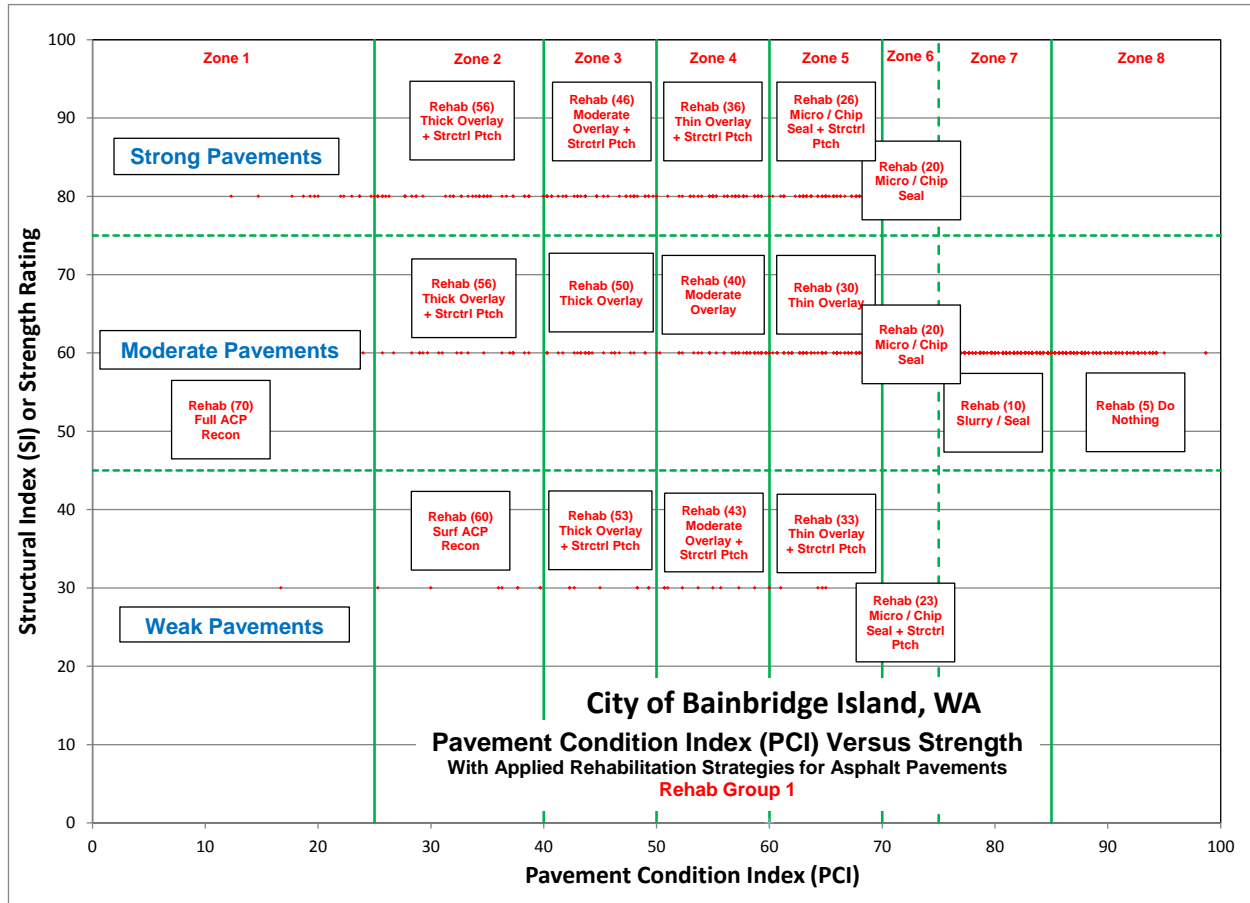 Zone 1
Zone 2
Zone 3
Zone 4
Zone 5
Zone 6
Zone 7
Zone 8
Rehab (56)
Thick Overlay
+ Strctrl Ptch
Rehab (46)
Moderate
Overlay +
Strctrl Ptch
Rehab (36)
Thin Overlay
+ Strctrl Ptch
Rehab (26)
Micro / Chip
Seal + Strctrl
Ptch
Rehab (20)
Micro / Chip
Seal
Strong Pavements
Rehab (56)
Thick Overlay
+ Strctrl Ptch
Rehab (50)
Thick Overlay
Rehab (40)
Moderate
Overlay
Rehab (30)
Thin Overlay
Rehab (20)
Micro / Chip
Seal
Moderate Pavements
Rehab (70)
Full ACP
Recon
Rehab (10)
Slurry / Seal
Rehab (5) Do
Nothing
Rehab (60)
Surf ACP
Recon
Rehab (53)
Thick Overlay
+ Strctrl Ptch
Rehab (43)
Moderate
Overlay +
Strctrl Ptch
Rehab (33)
Thin Overlay
+ Strctrl Ptch
Rehab (23)
Micro / Chip
Seal + Strctrl
Ptch
Weak Pavements
City of Bainbridge Island, WA
Pavement Condition Index (PCI) Versus Strength
With Applied Rehabilitation Strategies for Asphalt Pavements
Rehab Group 1
Structural Index (SI) or Strength Rating
100
90
80
70
60
50
40
30
20
10
0
0
10
20
30
40
50
60
70
80
90
100
Pavement Condition Index (PCI)